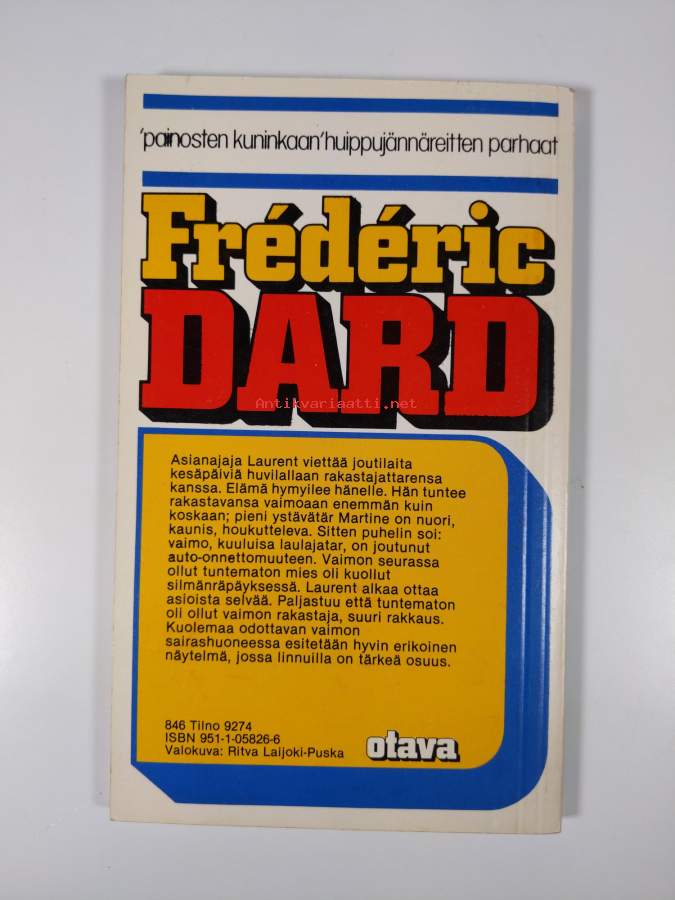 'painosten kuninkaan' huippujännäreitten parhaat
Frédéric
DARD
Antikvariaatti.net
Asianajaja Laurent viettää joutilaita
kesäpäiviä huvilallaan rakastajattarensa
kanssa. Elämä hymyilee hänelle. Hän tuntee
rakastavansa vaimoaan enemmän kuin
koskaan; pieni ystävätär Martine on nuori,
kaunis, houkutteleva. Sitten puhelin soi:
vaimo, kuuluisa laulajatar, on joutunut
auto-onnettomuuteen. Vaimon seurassa
ollut tuntematon mies oli kuollut
silmänräpäyksessä. Laurent alkaa ottaa
asioista selvää. Paljastuu että tuntematon
oli ollut vaimon rakastaja, suuri rakkaus.
Kuolemaa odottavan vaimon
sairashuoneessa esitetään hyvin erikoinen
näytelmä, jossa linnuilla on tärkeä osuus.
846 Tilno 9274
ISBN 951-1-05826-6
Valokuva: Ritva Laijoki-Puska
otava